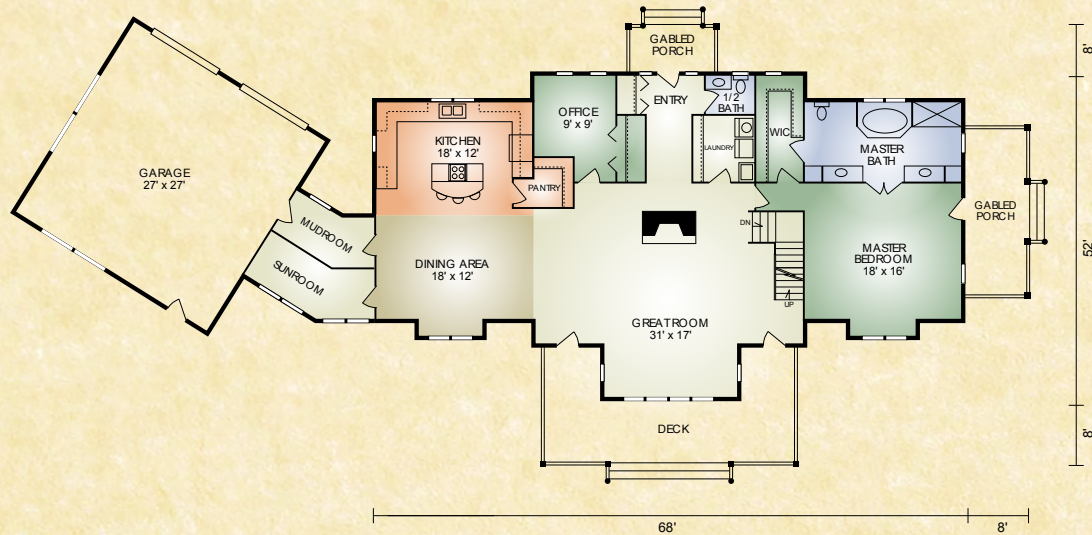 GABLED
PORCH
8'
ENTRY
1/2
BATH
OFFICE
9' x 9'
WIC
KITCHEN
18' x 12'
LAUNDRY
MASTER
BATH
GARAGE
27' x 27'
PANTRY
GABLED
PORCH
DN
MUDROOM
SUNROOM
DINING AREA
18' x 12'
MASTER
BEDROOM
18' x 16'
52'
UP
GREATROOM
31' x 17'
DECK
8'
68'
8'